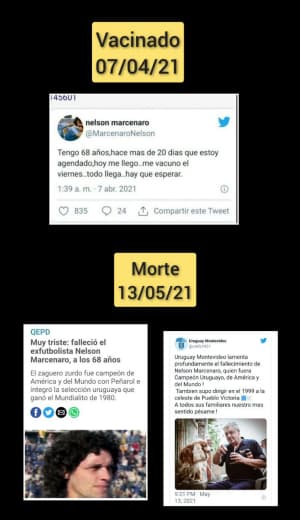 Vacinado
07/04/21
145601
nelson marcenaro
@MarcenaroNelson
Tengo 68 años,hace mas de 20 dias que estoy
agendado,hoy me llego..me vacuno el
viernes..todo llega..hay que esperar.
1:39 a. m. · 7 abr. 2021
835 24 Compartir este Tweet
Morte
13/05/21
QEPD
Muy triste: falleció el
exfutbolista Nelson
Marcenaro, a los 68 años
El zaguero zurdo fue campeón de
América y del Mundo con Peñarol e
integró la selección uruguaya que
ganó el Mundialito de 1980.
Uruguay Montevideo
Uruguay Montevideo lamenta
profundamente el fallecimiento de
Nelson Marcenaro, quien fuera
Campeón Uruguayo, de América y
del Mundo !
Tambien supo dirigir en el 1999 a la
celeste de Pueblo Victoria
A todos sus familiares nuestro mas
sentido pésame !
May
13, 2021